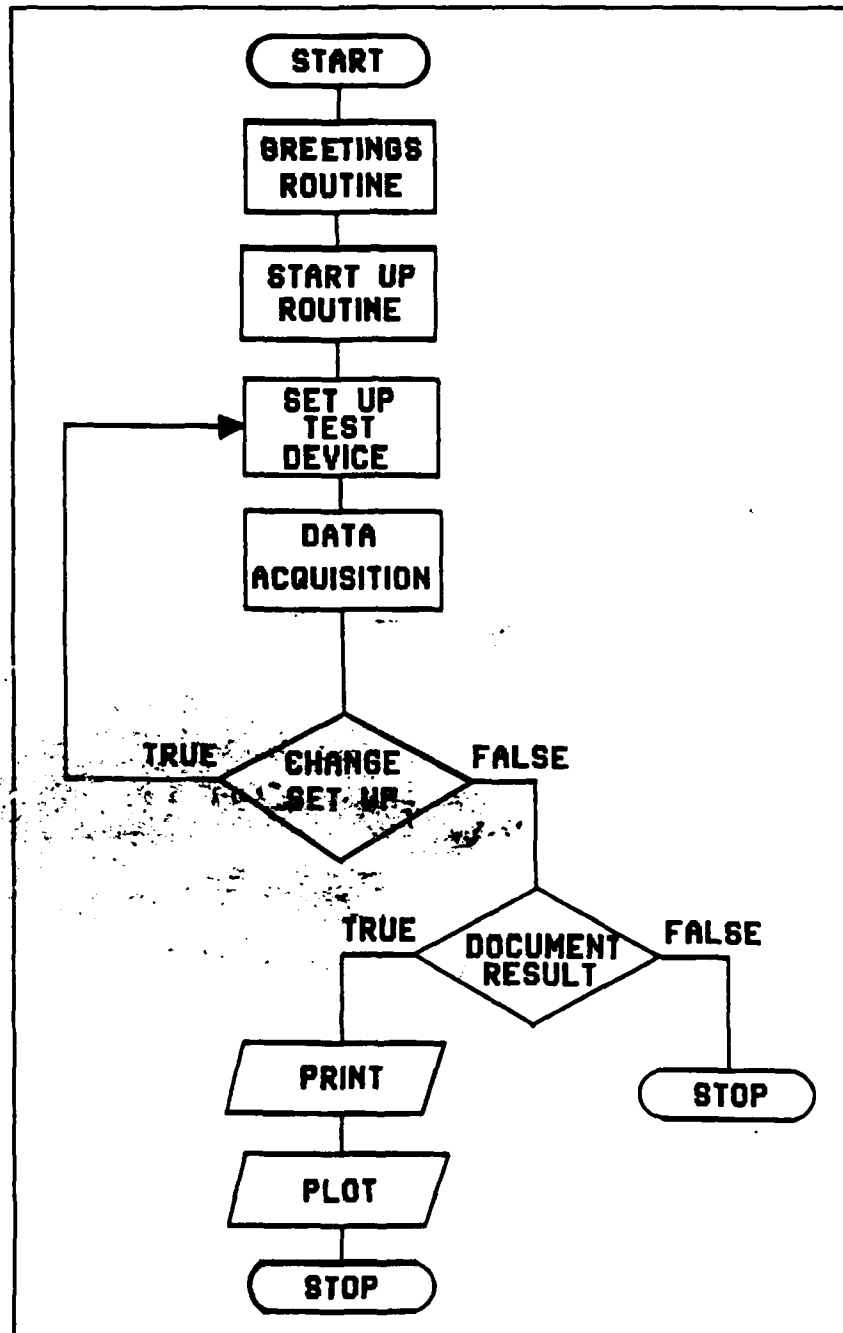 START
GREETINGS
ROUTINE
START UP
ROUTINE
SET UP
TEST
DEVICE
DATA
ACQUISITION
TRUE
CHANGE
SET UP
FALSE
TRUE
DOCUMENT
RESULT
FALSE
PRINT
STOP
PLOT
STOP